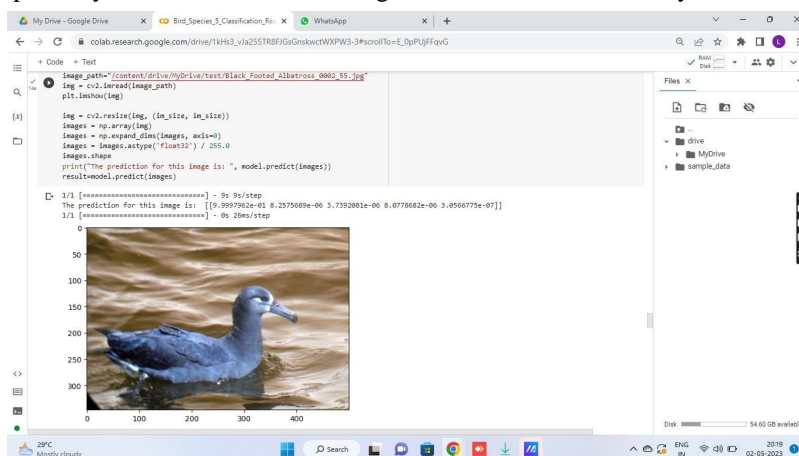 My Drive - Google Drive
Bird_Species_5_Classification_Res
WhatsApp
colab.research.google.com/drive/1kHs3_vJa25STR8FJGsGnskwctWXPW3-3#scrollTo=E_0pPUjFFqvG
+ Code + Text
RAM
Disk
image_path="/content/drive/MyDrive/test/Black_Footed_Albatross_0002_55.jpg"
img = cv2.imread(image_path)
plt.imshow(img)
img = cv2.resize(img, (im_size, im_size))
images = np.array(img)
images = np.expand_dims(images, axis=0)
images = images.astype('float32') / 255.0
images.shape
print("The prediction for this image is: ", model.predict(images))
result=model.predict(images)
1/1 [==============================] - 9s 9s/step
The prediction for this image is: [[9.9997962e-01 8.2575689e-06 3.7392081e-06 8.0778682e-06 3.0566775e-07]]
1/1 [==============================] - 0s 26ms/step
0
50
100
150
200
250
300
0 100 200 300 400
Files
..
drive
MyDrive
sample_data
Disk 54.60 GB availabl
29°C
Mostly cloudy
Search
ENG
IN
20:19
02-05-2023